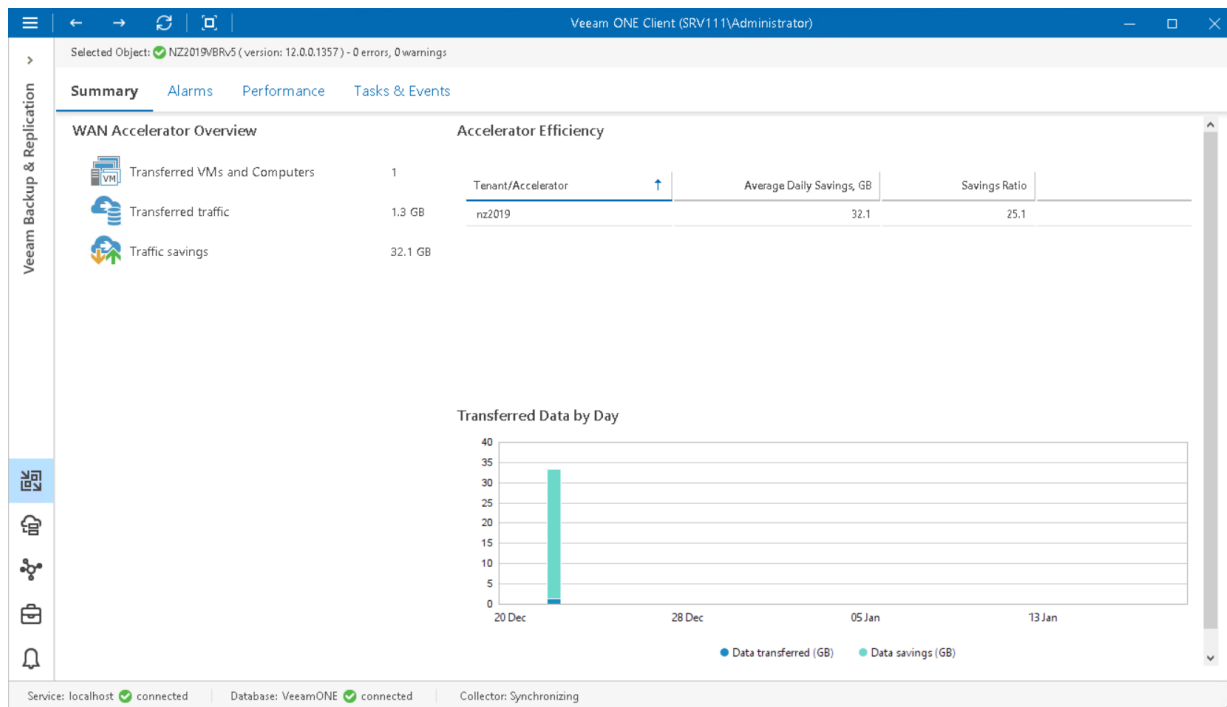 Veeam ONE Client (SRV111\Administrator)
Selected Object: NZ2019VBRv5 ( version: 12.0.0.1357 ) - 0 errors, 0 warnings
Veeam Backup & Replication
Summary Alarms Performance Tasks & Events
WAN Accelerator Overview
Transferred VMs and Computers 1
VM
Transferred traffic 1.3 GB
Traffic savings 32.1 GB
Accelerator Efficiency
Tenant/Accelerator Average Daily Savings, GB Savings Ratio
nz2019 32.1 25.1
Transferred Data by Day
40
35
30
25
20
15
10
5
0
20 Dec 28 Dec 05 Jan 13 Jan
Data transferred (GB) Data savings (GB)
Service: localhost connected Database: VeeamONE connected Collector: Synchronizing